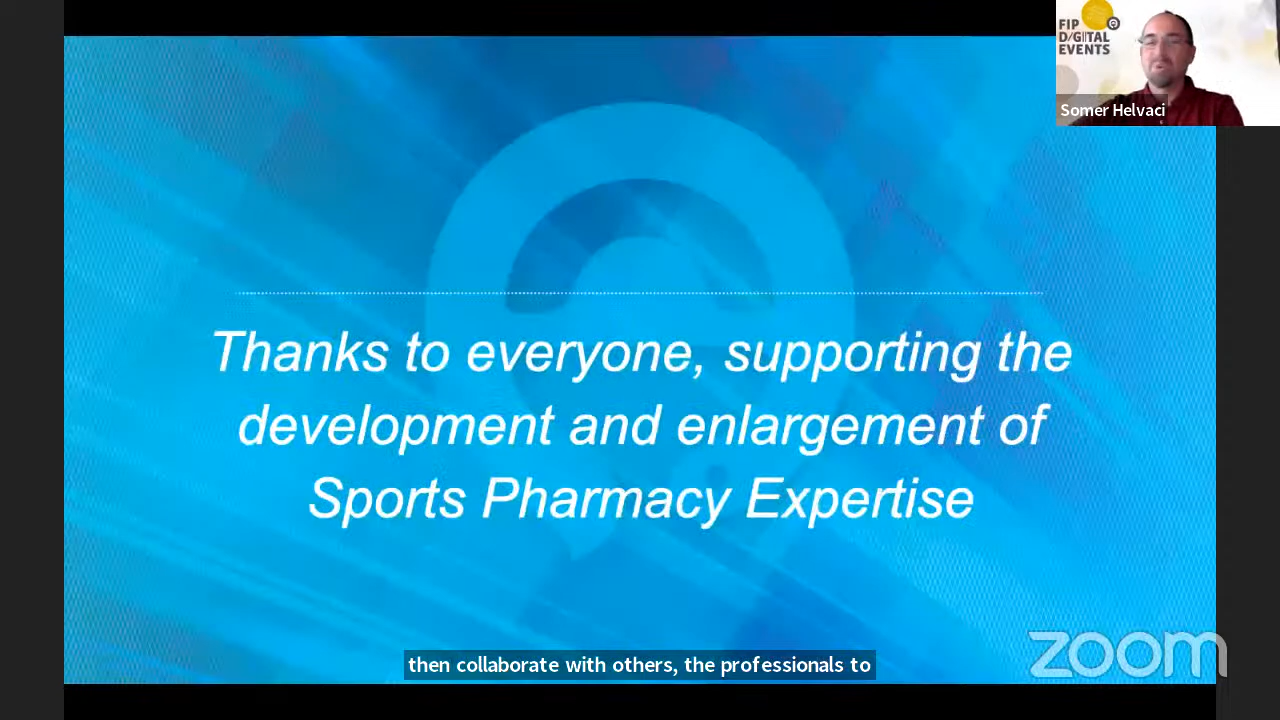 FIP
DIGITAL
EVENTS
Somer Helvaci
Thanks to everyone, supporting the
development and enlargement of
Sports Pharmacy Expertise
then collaborate with others, the professionals to
zoom